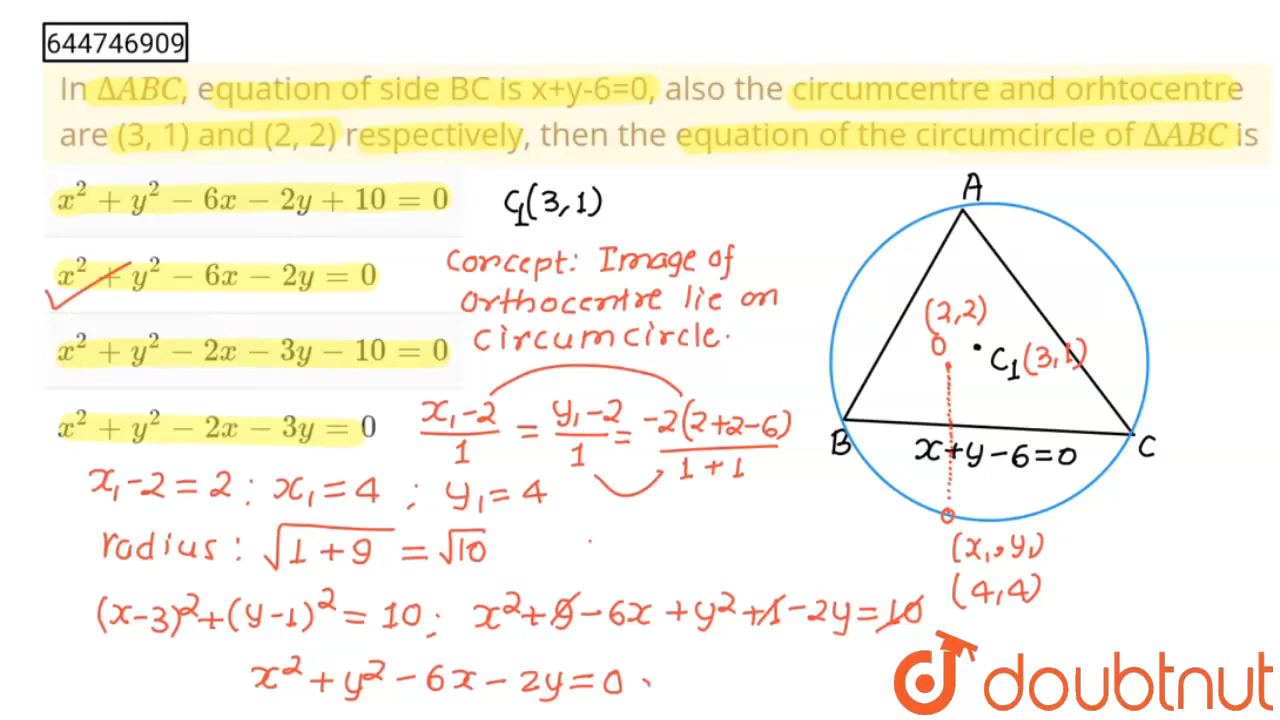 644746909
In ΔABC, equation of side BC is x+y-6=0, also the circumcentre and orhtocentre
are (3, 1) and (2, 2) respectively, then the equation of the circumcircle of ΔABC is
x² + y² − 6x − 2y + 10 = 0
x² + y² − 6x − 2y = 0
x² + y² − 2x − 3y − 10 = 0
x² + y² − 2x − 3y = 0
C₁(3,1)
Concept: Image of
orthocentre lie on
circumcircle.
(x₁-2)/1 = (y₁-2)/1 = -2(2+2-6)/(1+1)
x₁-2=2 : x₁=4 ; y₁=4
radius : √(1+9) = √10
(x-3)²+(y-1)²=10 ; x²+9-6x+y²+1-2y=10
x²+y²-6x-2y=0
A
(2,2)
O
C₁(3,1)
B
C
x+y-6=0
(x₁,y₁)
(4,4)
doubtnut